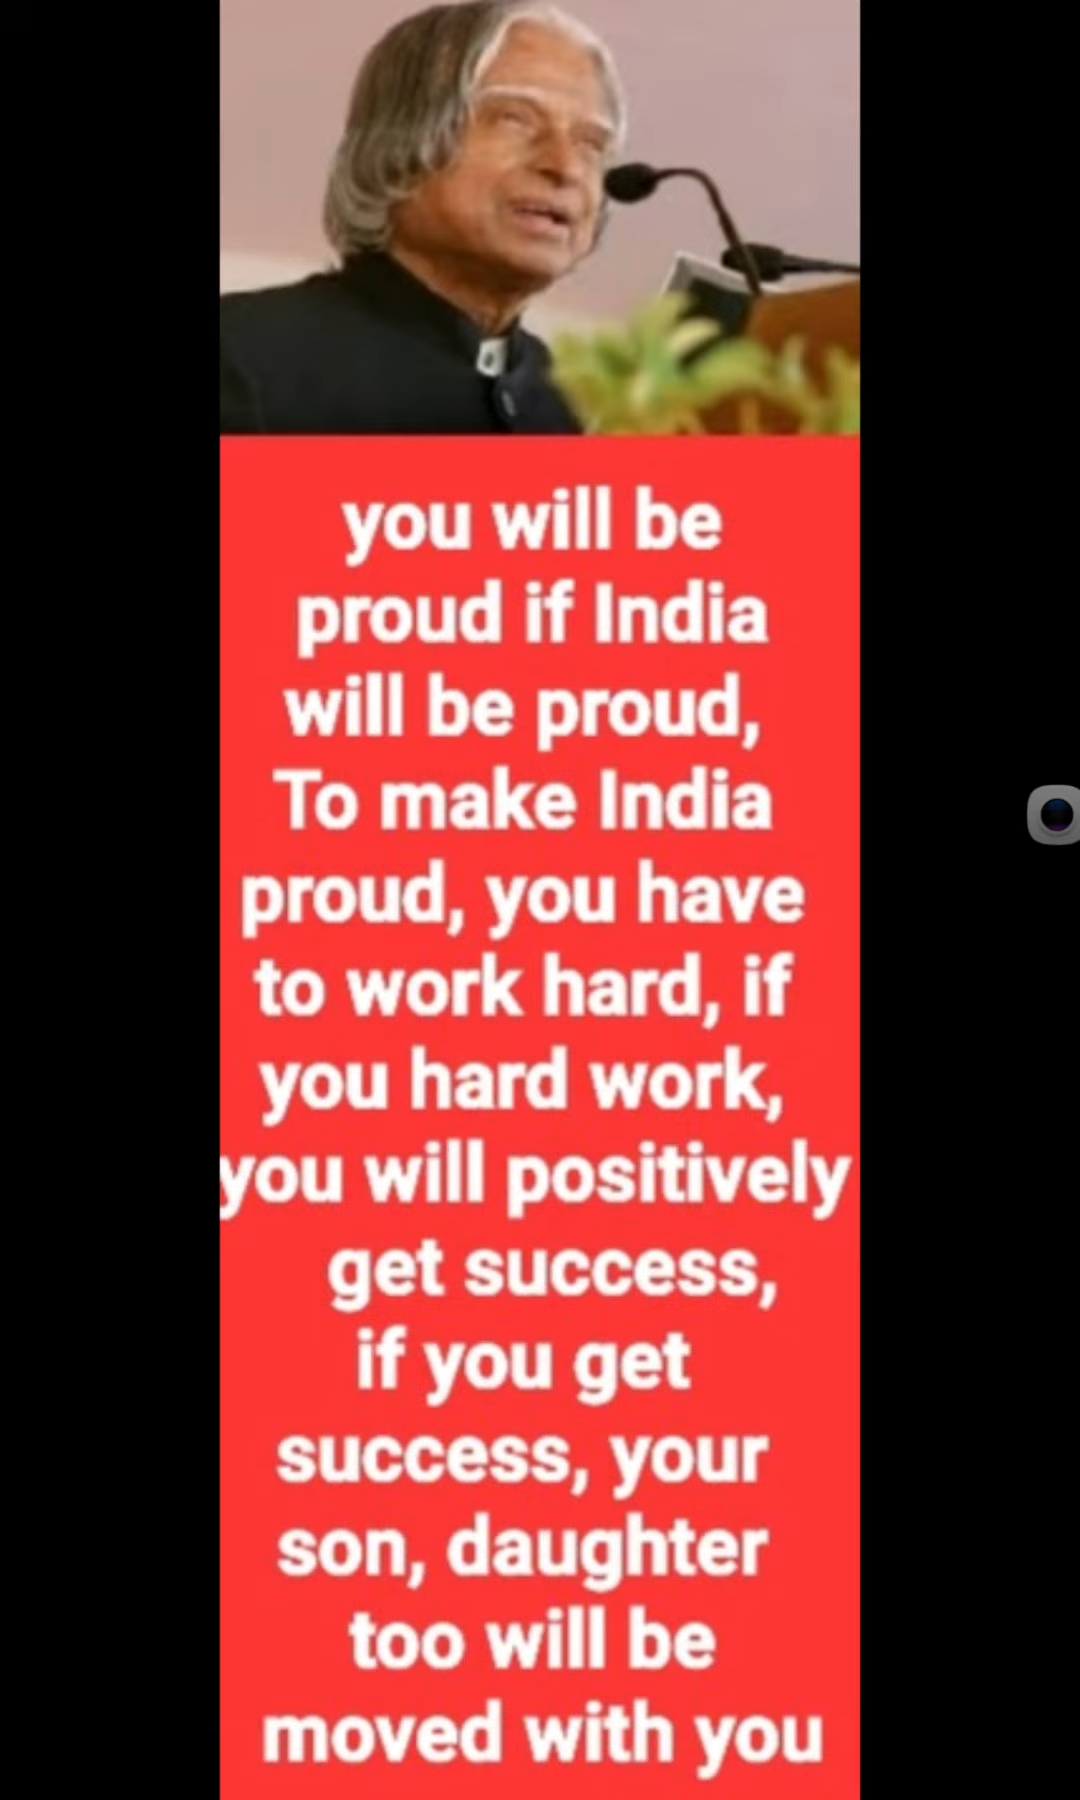 you will be
proud if India
will be proud,
To make India
proud, you have
to work hard, if
you hard work,
you will positively
get success,
if you get
success, your
son, daughter
too will be
moved with you